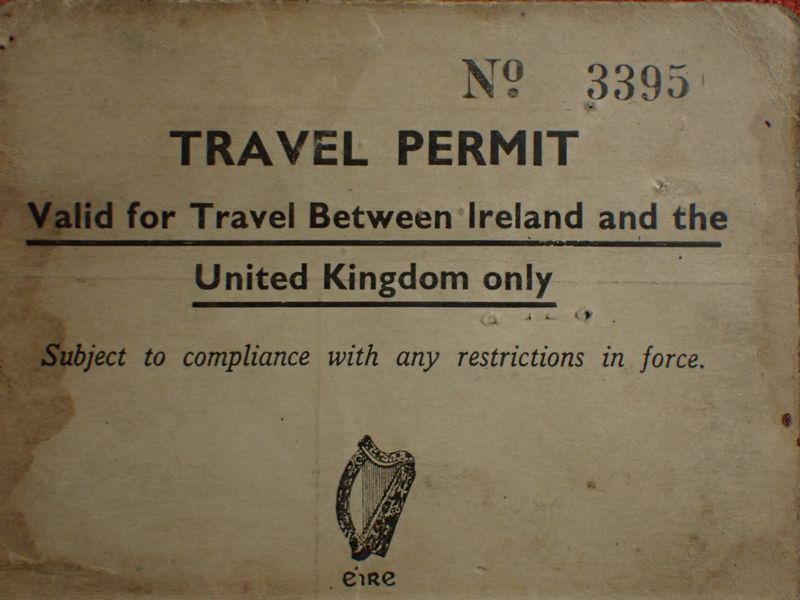 Nº 3395
TRAVEL PERMIT
Valid for Travel Between Ireland and the
United Kingdom only
Subject to compliance with any restrictions in force.
éire